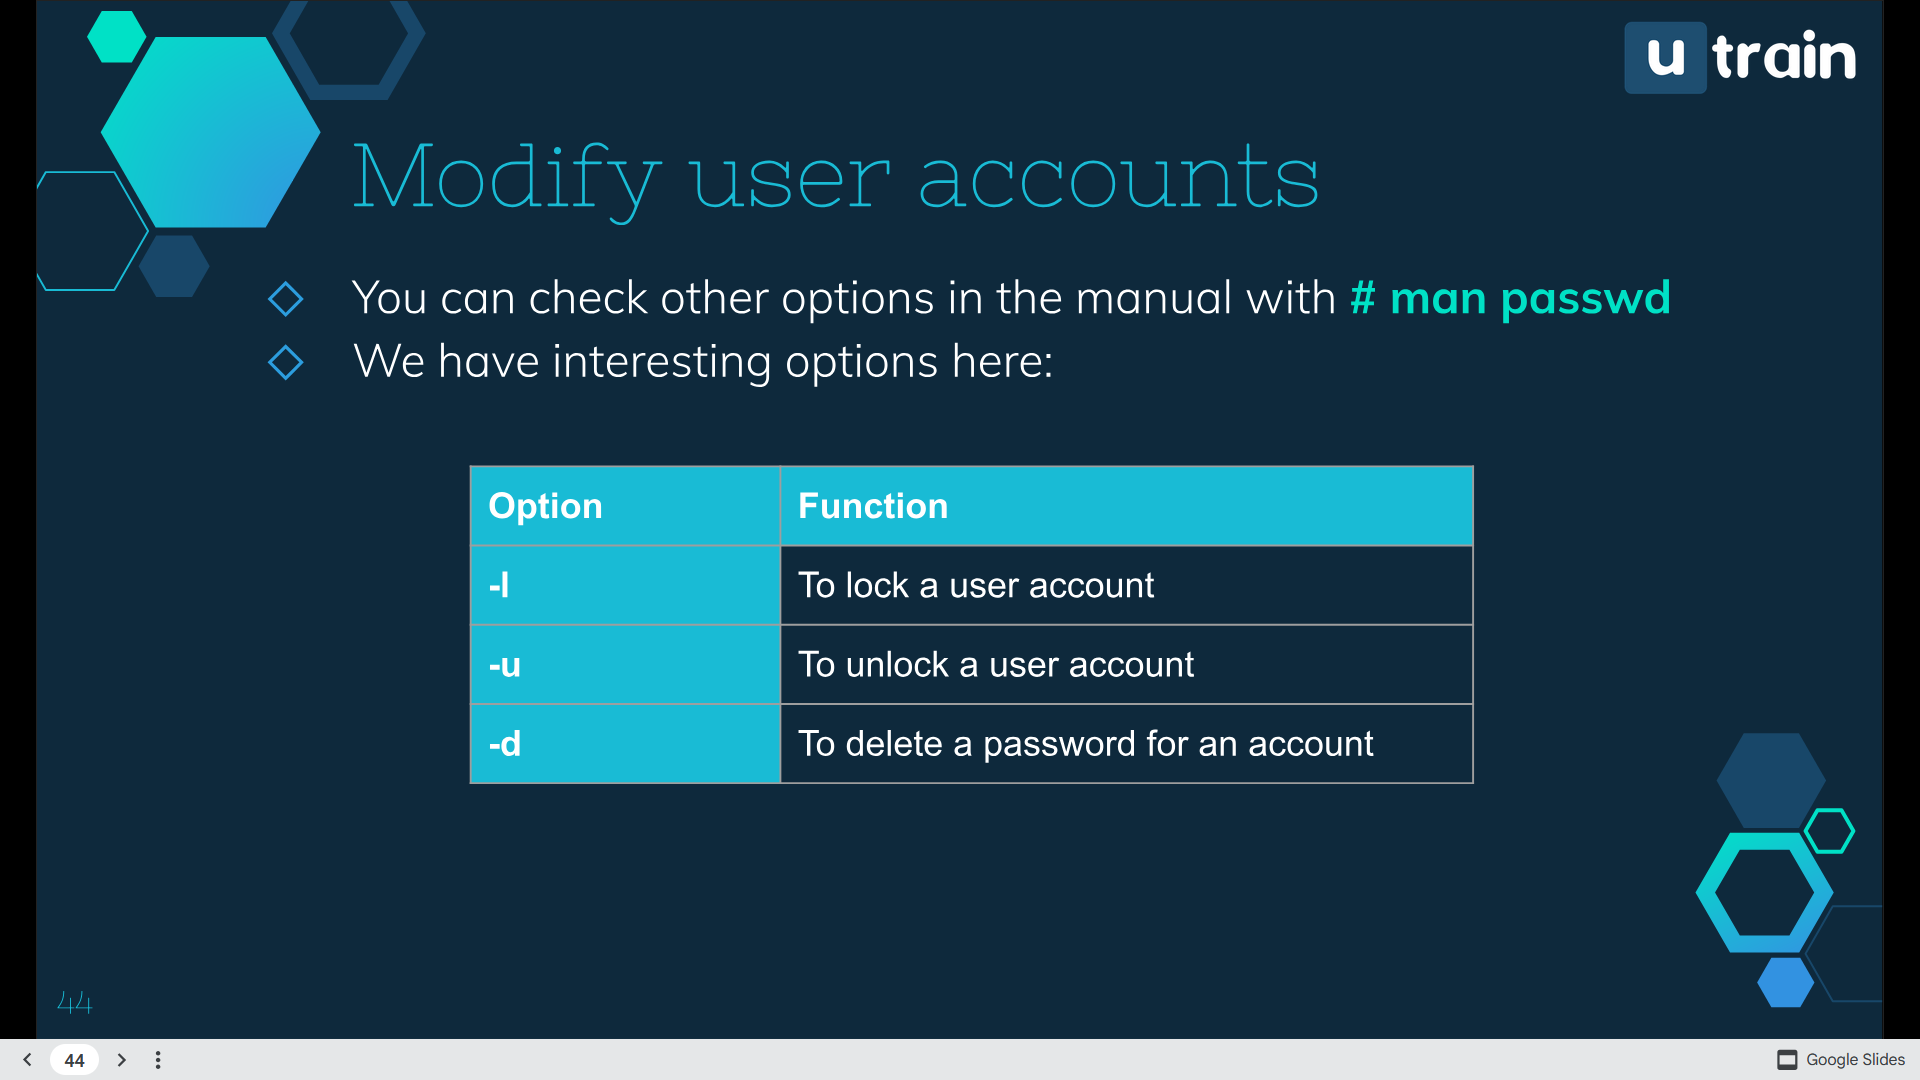 u train
Modify user accounts
You can check other options in the manual with # man passwd
We have interesting options here:
Option Function
-l To lock a user account
-u To unlock a user account
-d To delete a password for an account
44
44 Google Slides